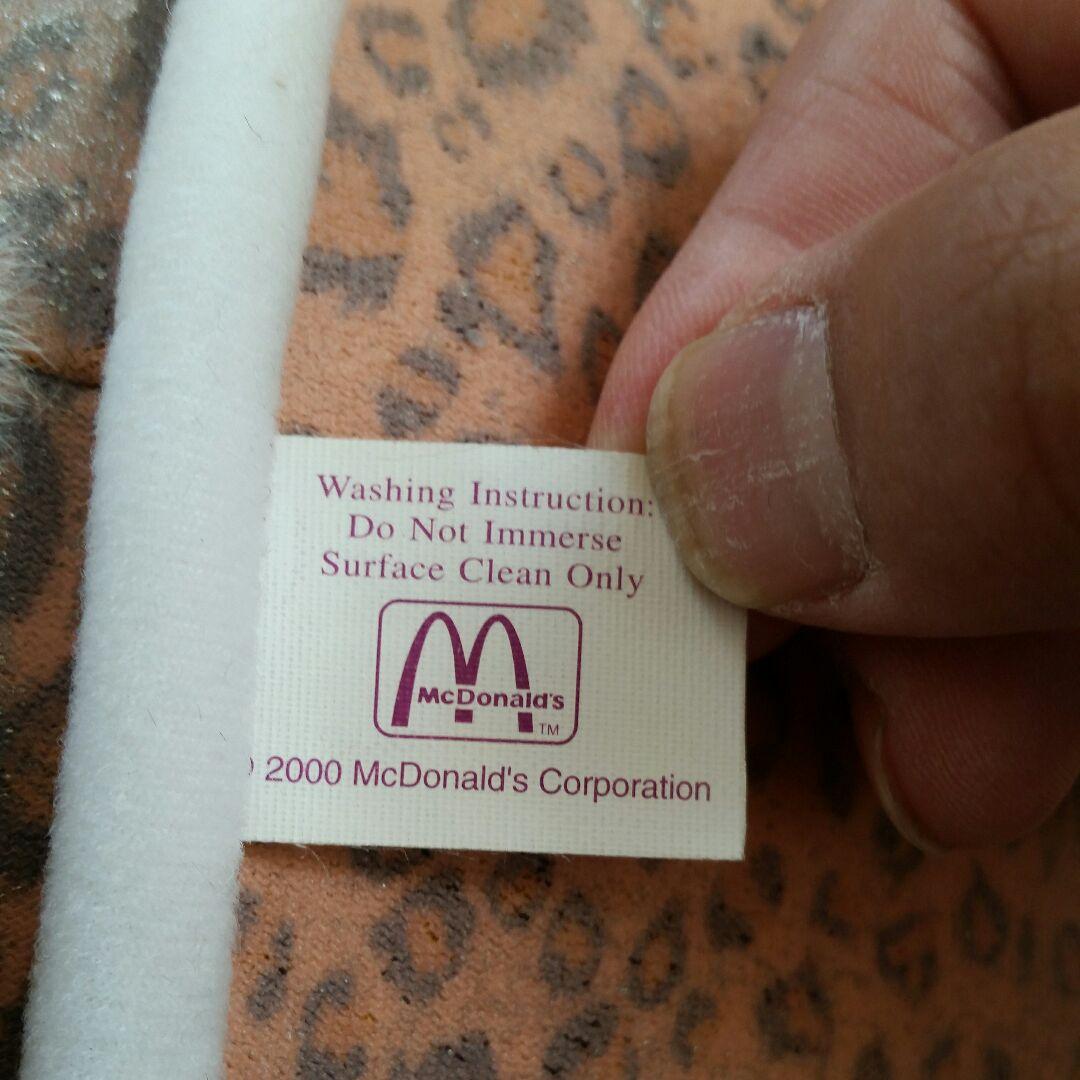 Washing Instruction:
Do Not Immerse
Surface Clean Only
McDonald's
TM
© 2000 McDonald's Corporation